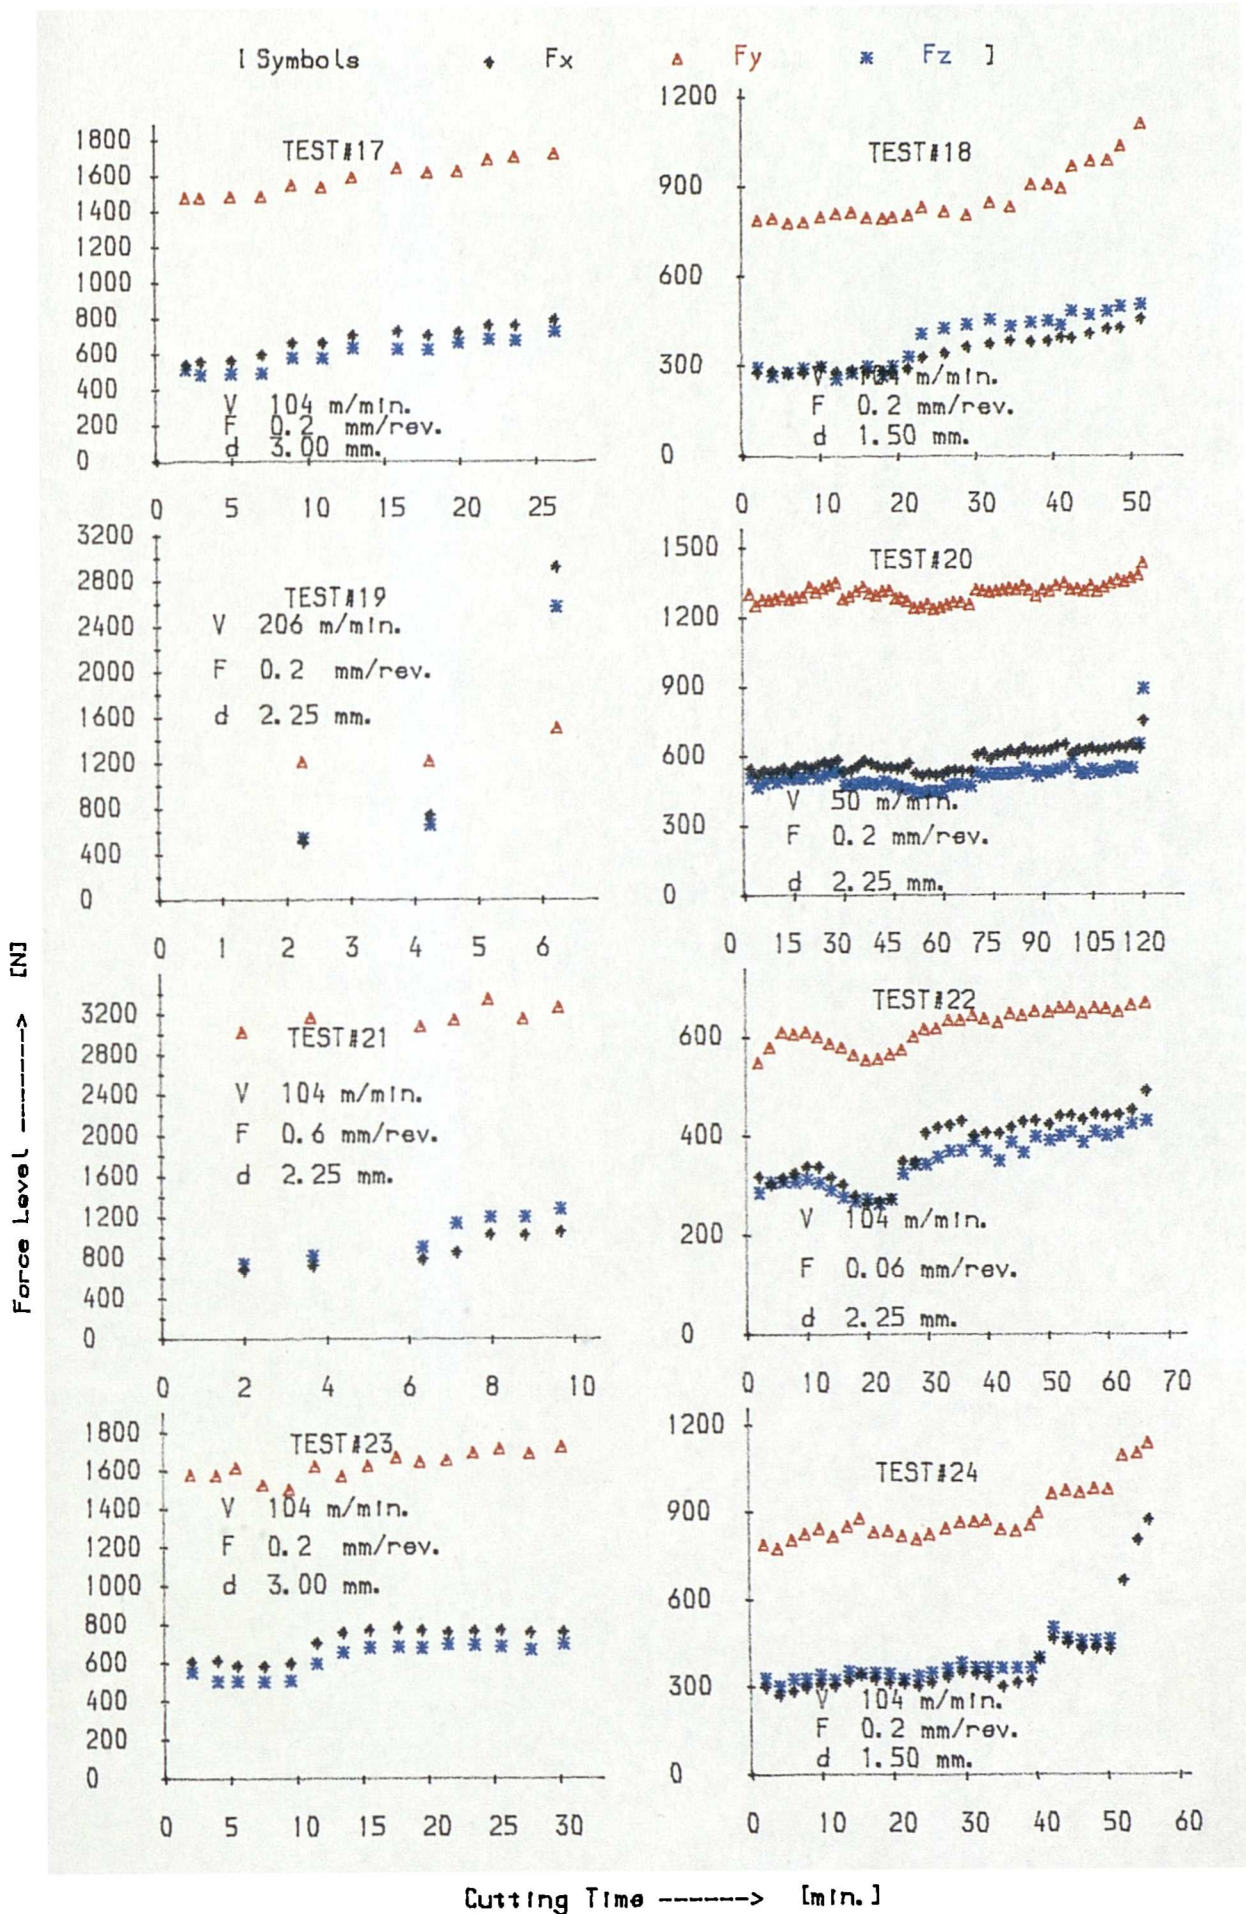 [ Symbols Fx Fy Fz ]
TEST#17
1800
1600
1400
1200
1000
800
600
400
200
0
V 104 m/min.
F 0.2 mm/rev.
d 3.00 mm.
0 5 10 15 20 25
TEST#18
1200
900
600
300
0
V 104 m/min.
F 0.2 mm/rev.
d 1.50 mm.
0 10 20 30 40 50
TEST#19
3200
2800
2400
2000
1600
1200
800
400
0
V 206 m/min.
F 0.2 mm/rev.
d 2.25 mm.
0 1 2 3 4 5 6
TEST#20
1500
1200
900
600
300
0
V 50 m/min.
F 0.2 mm/rev.
d 2.25 mm.
0 15 30 45 60 75 90 105 120
TEST#21
3200
2800
2400
2000
1600
1200
800
400
0
V 104 m/min.
F 0.6 mm/rev.
d 2.25 mm.
0 2 4 6 8 10
TEST#22
600
400
200
0
V 104 m/min.
F 0.06 mm/rev.
d 2.25 mm.
0 10 20 30 40 50 60 70
TEST#23
1800
1600
1400
1200
1000
800
600
400
200
0
V 104 m/min.
F 0.2 mm/rev.
d 3.00 mm.
0 5 10 15 20 25 30
TEST#24
1200
900
600
300
0
V 104 m/min.
F 0.2 mm/rev.
d 1.50 mm.
0 10 20 30 40 50 60
Force Level -------> [N]
Cutting Time ------> [min.]